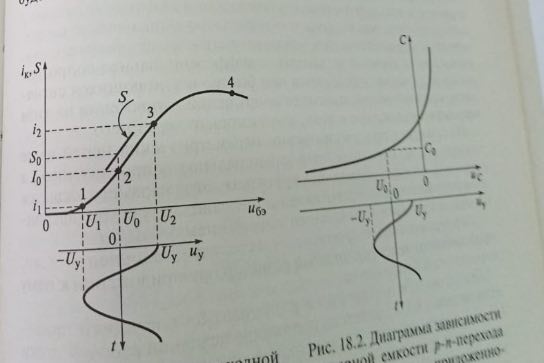 iк, S
S
4
3
i2
S0
I0
2
i1
1
0
U1
U0
U2
uбэ
0
−Uу
Uу
uу
t
C
C0
U0
0
uC
0
−Uу
Uу
uу
t
Рис. 18.2. Диаграмма зависимости
емкости p-n-перехода